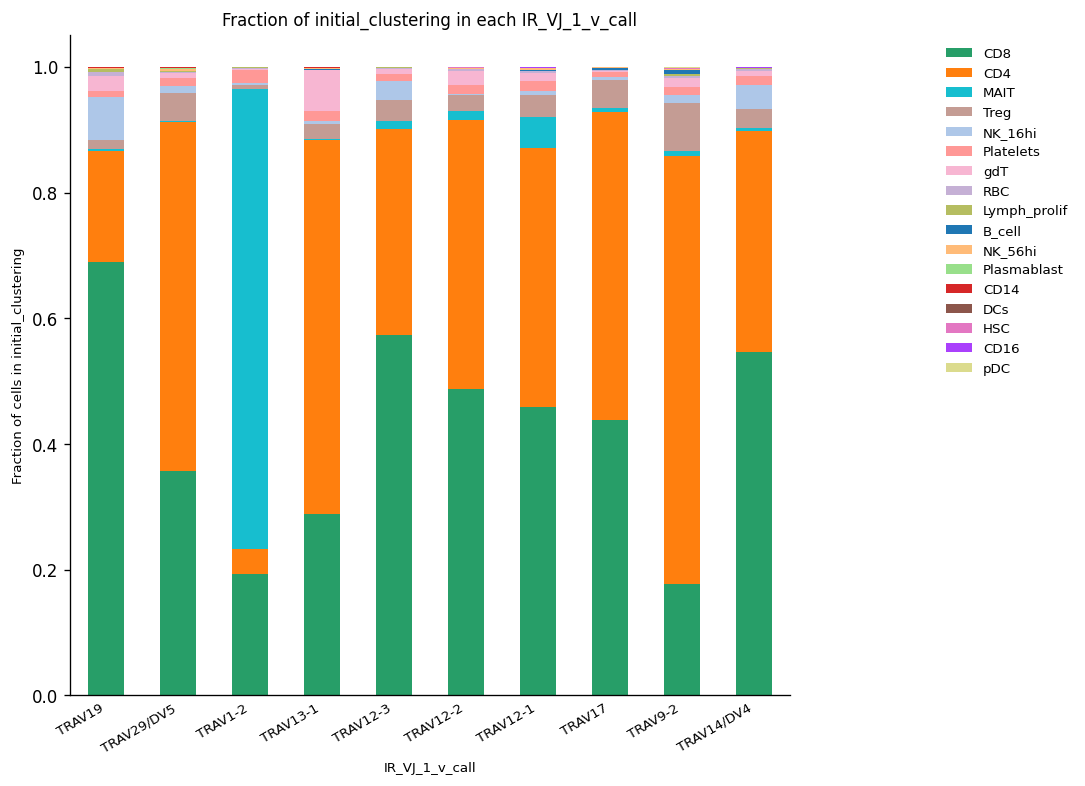 Fraction of initial_clustering in each IR_VJ_1_v_call
Fraction of cells in initial_clustering
1.0
0.8
0.6
0.4
0.2
0.0
TRAV19
TRAV29/DV5
TRAV1-2
TRAV13-1
TRAV12-3
TRAV12-2
TRAV12-1
TRAV17
TRAV9-2
TRAV14/DV4
IR_VJ_1_v_call
CD8
CD4
MAIT
Treg
NK_16hi
Platelets
gdT
RBC
Lymph_prolif
B_cell
NK_56hi
Plasmablast
CD14
DCs
HSC
CD16
pDC